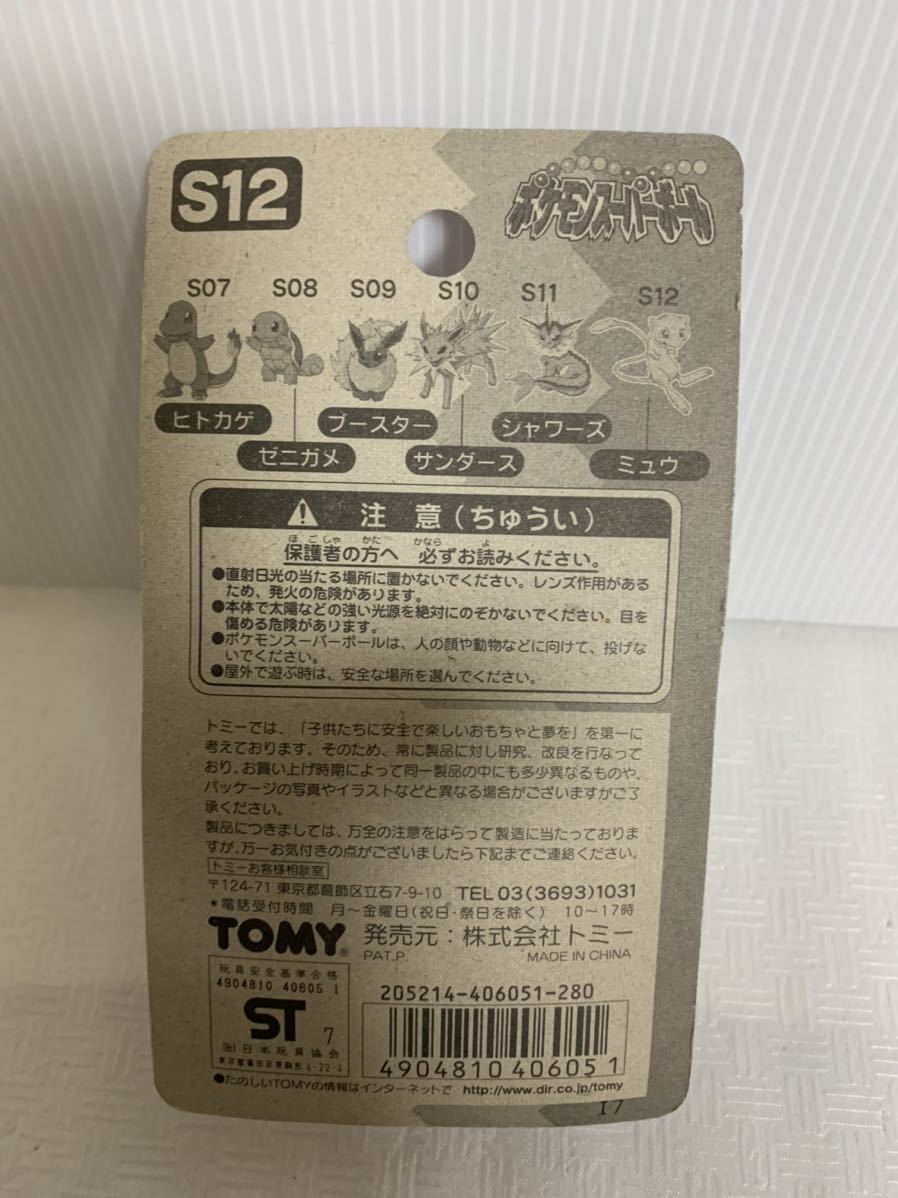 S12
ポケモンスーパーボール
S07 S08 S09 S10 S11 S12
ヒトカゲ ブースター シャワーズ
ゼニガメ サンダース ミュウ
注意(ちゅうい)
ほごしゃ かた かなら よ
保護者の方へ 必ずお読みください。
●直射日光の当たる場所に置かないでください。レンズ作用がある
ため、発火の危険があります。
●本体で太陽などの強い光源を絶対にのぞかないでください。目を
傷める危険があります。
●ポケモンスーパーボールは、人の顔や動物などに向けて、投げな
いでください。
●屋外で遊ぶ時は、安全な場所を選んでください。
トミーでは、「子供たちに安全で楽しいおもちゃと夢を」を第一に
考えております。そのため、常に製品に対し研究、改良を行なって
おり、お買い上げ時期によって同一製品の中にも多少異なるものや、
パッケージの写真やイラストなどと異なる場合がございますがご了
承ください。
製品につきましては、万全の注意をはらって製造に当たっておりま
すが、万一お気付きの点がございましたら下記までご連絡ください。
トミーお客様相談室
〒124-71 東京都葛飾区立石7-9-10 TEL 03(3693)1031
*電話受付時間 月〜金曜日(祝日・祭日を除く) 10〜17時
TOMY® 発売元:株式会社トミー
PAT.P. MADE IN CHINA
玩具安全基準合格
4904810 40605 1
ST 7
(社)日本玩具協会
東京都墨田区東駒形4-22-4
205214-406051-280
4904810 406051
●たのしいTOMYの情報はインターネットで http://www.dir.co.jp/tomy
17